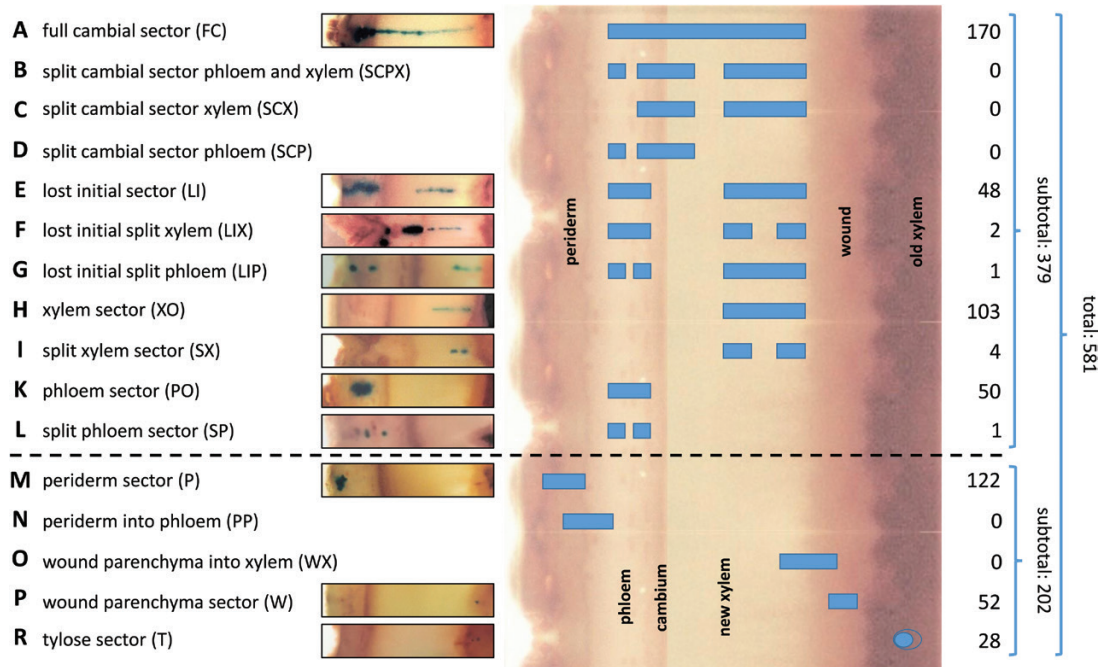 A full cambial sector (FC) 170
B split cambial sector phloem and xylem (SCPX) 0
C split cambial sector xylem (SCX) 0
D split cambial sector phloem (SCP) 0
E lost initial sector (LI) 48
F lost initial split xylem (LIX) 2
G lost initial split phloem (LIP) 1
H xylem sector (XO) 103
I split xylem sector (SX) 4
K phloem sector (PO) 50
L split phloem sector (SP) 1
M periderm sector (P) 122
N periderm into phloem (PP) 0
O wound parenchyma into xylem (WX) 0
P wound parenchyma sector (W) 52
R tylose sector (T) 28
periderm
wound
old xylem
phloem
cambium
new xylem
subtotal: 379
subtotal: 202
total: 581